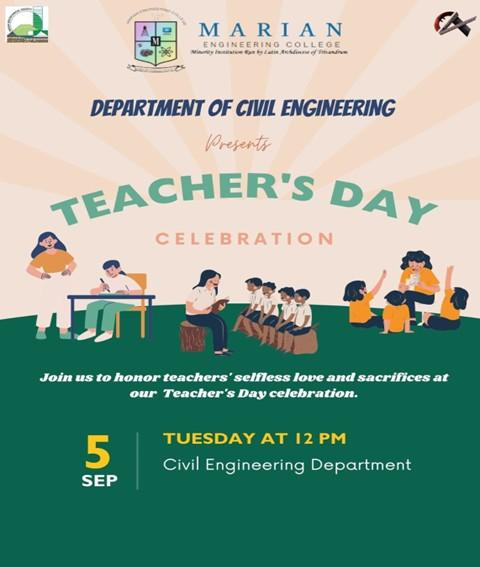 MARIAN
ENGINEERING COLLEGE
Minority Institution Run by Latin Archdiocese of Trivandrum
M
DEPARTMENT OF CIVIL ENGINEERING
Presents
TEACHER'S DAY
CELEBRATION
Join us to honor teachers' selfless love and sacrifices at
our Teacher's Day celebration.
5
SEP
TUESDAY AT 12 PM
Civil Engineering Department